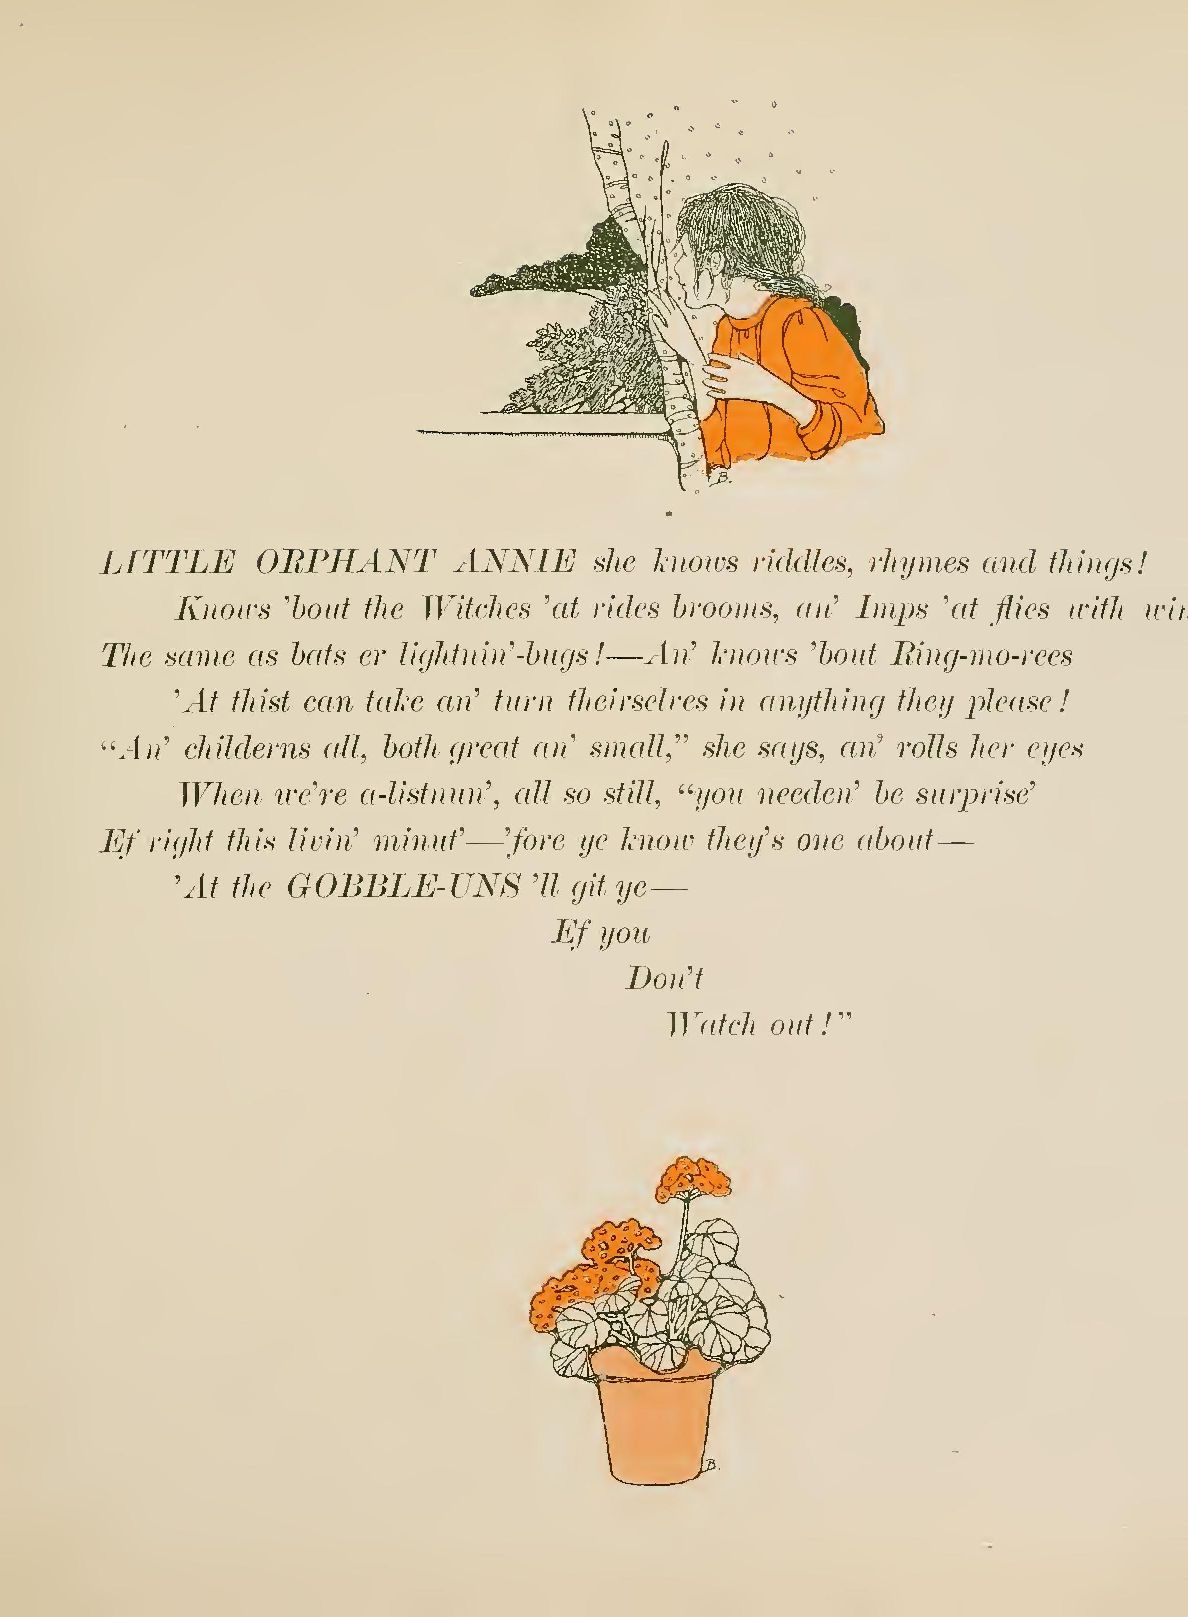 LITTLE ORPHANT ANNIE she knows riddles, rhymes and things!
Knows 'bout the Witches 'at rides brooms, an' Imps 'at flies with
The same as bats er lightnin'-bugs!—An' knows 'bout Ring-mo-rees
'At thist can take an' turn theirselves in anything they please!
“An' childerns all, both great an' small,” she says, an' rolls her eyes
When we're a-listnun', all so still, “you needen' be surprise'
Ef right this livin' minut'—'fore ye know they's one about—
'At the GOBBLE-UNS 'll git ye—
Ef you
Don't
Watch out!”
B.
B.